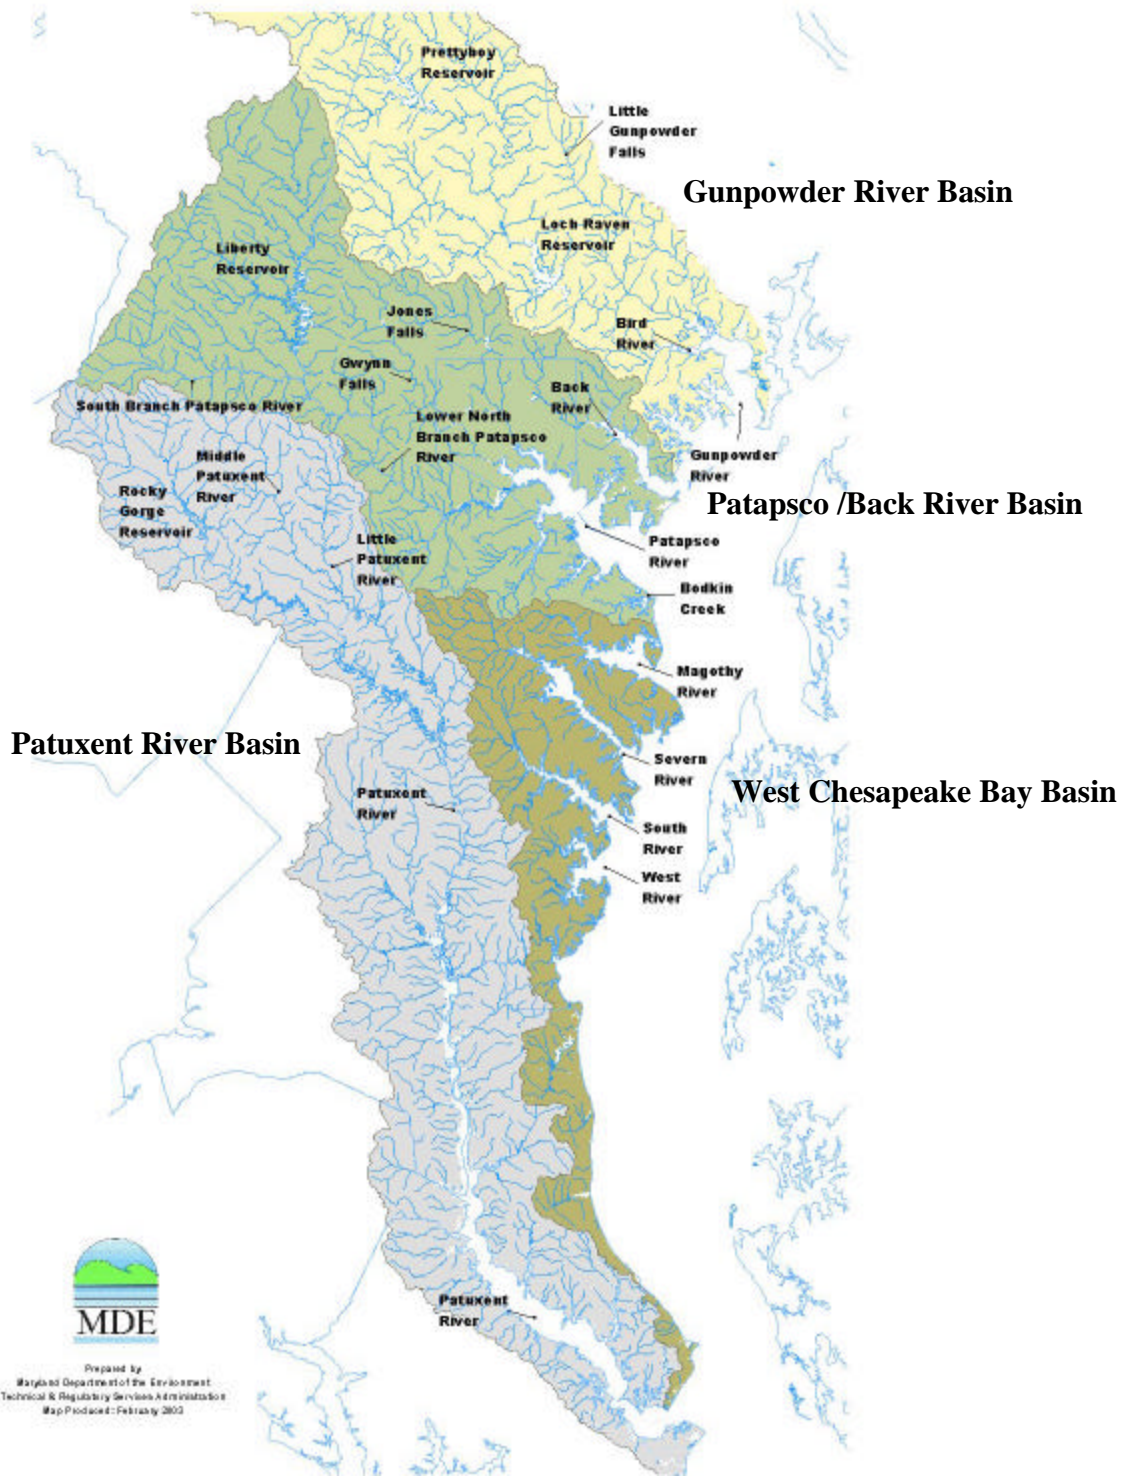 Prettyboy
Reservoir
Little
Gunpowder
Falls
Gunpowder River Basin
Loch Raven
Reservoir
Liberty
Reservoir
Jones
Falls
Bird
River
Gwynn
Falls
Back
River
South Branch Patapsco River
Lower North
Branch Patapsco
River
Gunpowder
River
Middle
Patuxent
River
Rocky
Gorge
Reservoir
Patapsco /Back River Basin
Little
Patuxent
River
Patapsco
River
Bodkin
Creek
Magothy
River
Patuxent River Basin
Severn
River
West Chesapeake Bay Basin
Patuxent
River
South
River
West
River
Patuxent
River
MDE
Prepared by
Maryland Department of the Environment
Technical & Regulatory Services Administration
Map Produced: February 2003